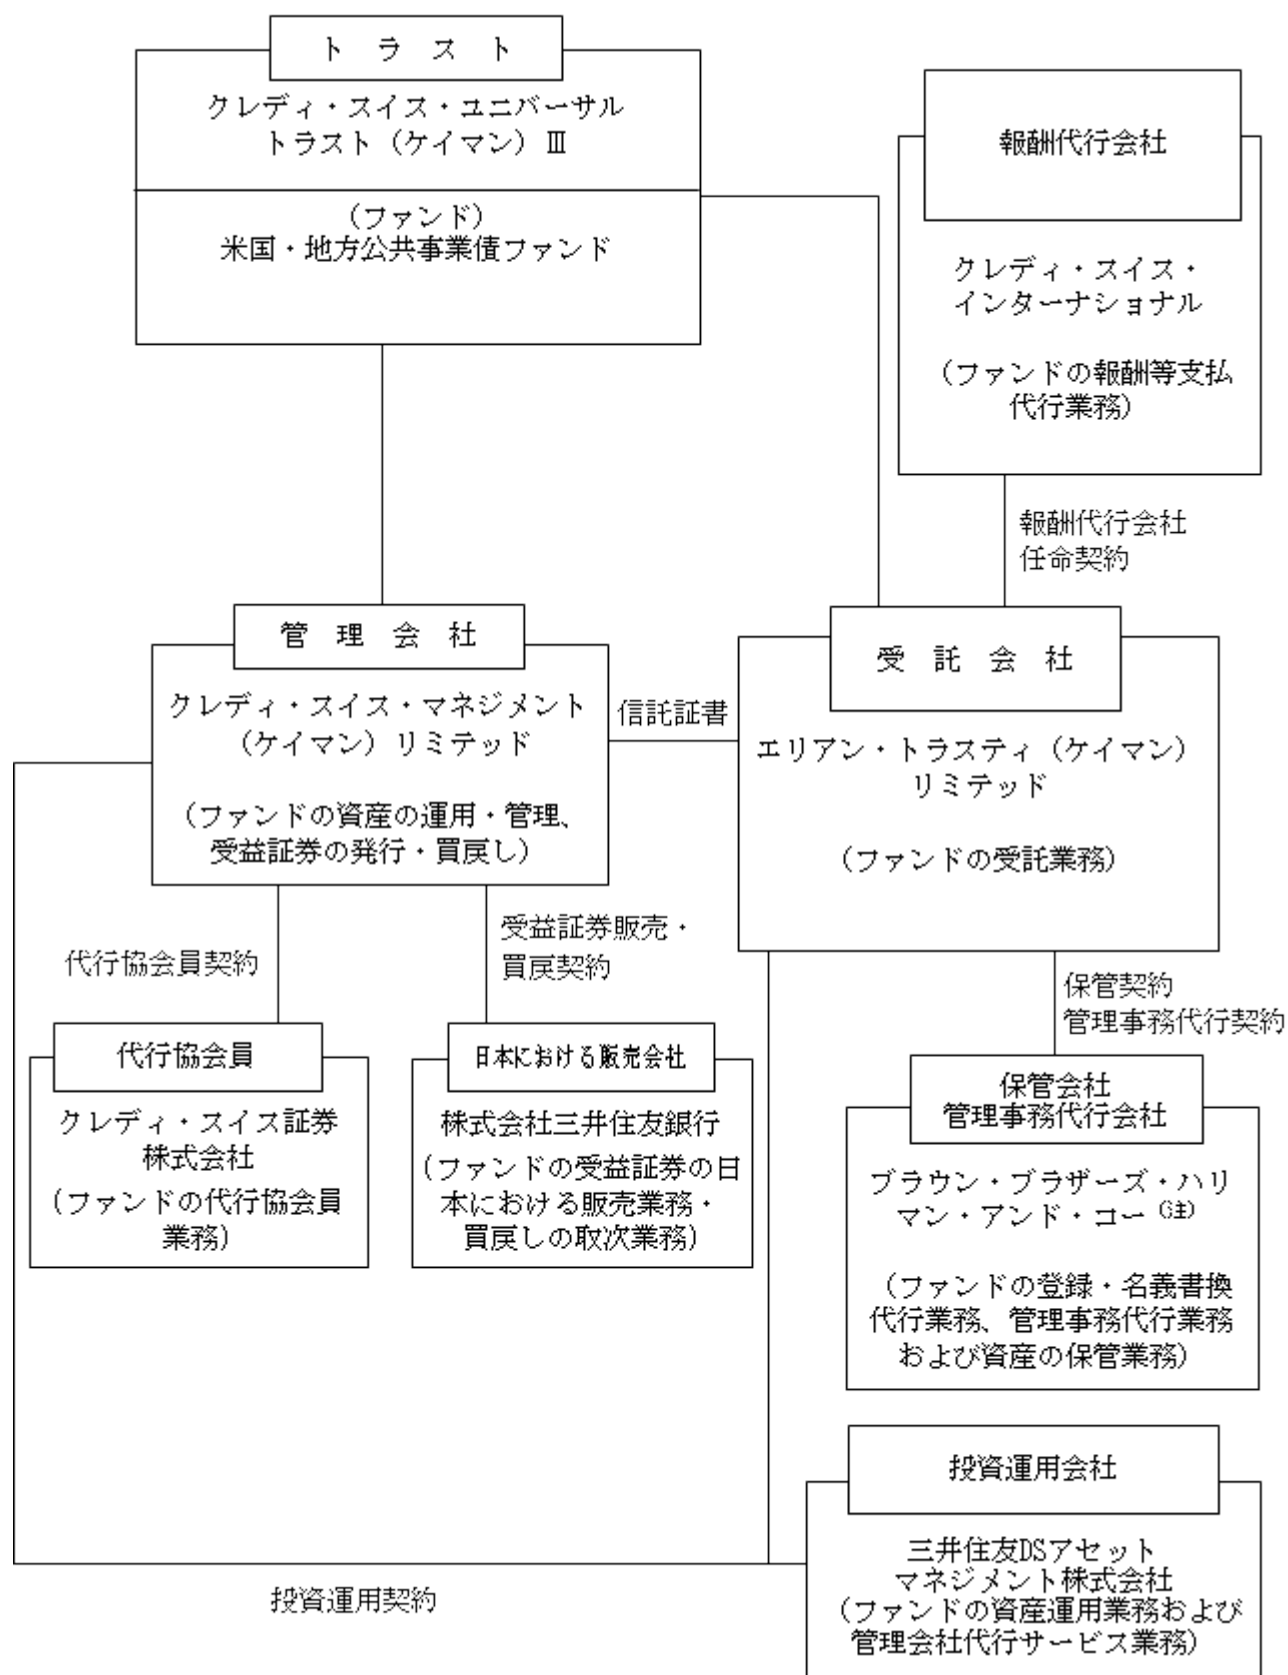 トラスト
クレディ・スイス・ユニバーサル
トラスト（ケイマン）Ⅲ
（ファンド）
米国・地方公共事業債ファンド
報酬代行会社
クレディ・スイス・
インターナショナル
（ファンドの報酬等支払
代行業務）
報酬代行会社
任命契約
管理会社
クレディ・スイス・マネジメント
（ケイマン）リミテッド
（ファンドの資産の運用・管理、
受益証券の発行・買戻し）
信託証書
受託会社
エリアン・トラスティ（ケイマン）
リミテッド
（ファンドの受託業務）
代行協会員契約
受益証券販売・
買戻契約
保管契約
管理事務代行契約
代行協会員
クレディ・スイス証券
株式会社
（ファンドの代行協会員
業務）
日本における販売会社
株式会社三井住友銀行
（ファンドの受益証券の日
本における販売業務・
買戻しの取次業務）
保管会社
管理事務代行会社
ブラウン・ブラザーズ・ハリ
マン・アンド・コー（注）
（ファンドの登録・名義書換
代行業務、管理事務代行業務
および資産の保管業務）
投資運用会社
三井住友DSアセット
マネジメント株式会社
（ファンドの資産運用業務および
管理会社代行サービス業務）
投資運用契約